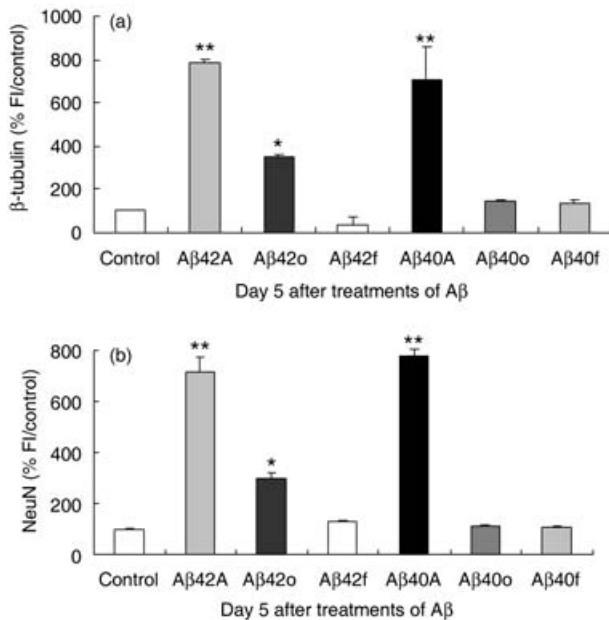 (a)
β-tubulin (% FI/control)
1000
800
600
400
200
0
** * **
Control Aβ42A Aβ42o Aβ42f Aβ40A Aβ40o Aβ40f
Day 5 after treatments of Aβ
(b)
NeuN (% FI/control)
800
600
400
200
0
** * **
Control Aβ42A Aβ42o Aβ42f Aβ40A Aβ40o Aβ40f
Day 5 after treatments of Aβ